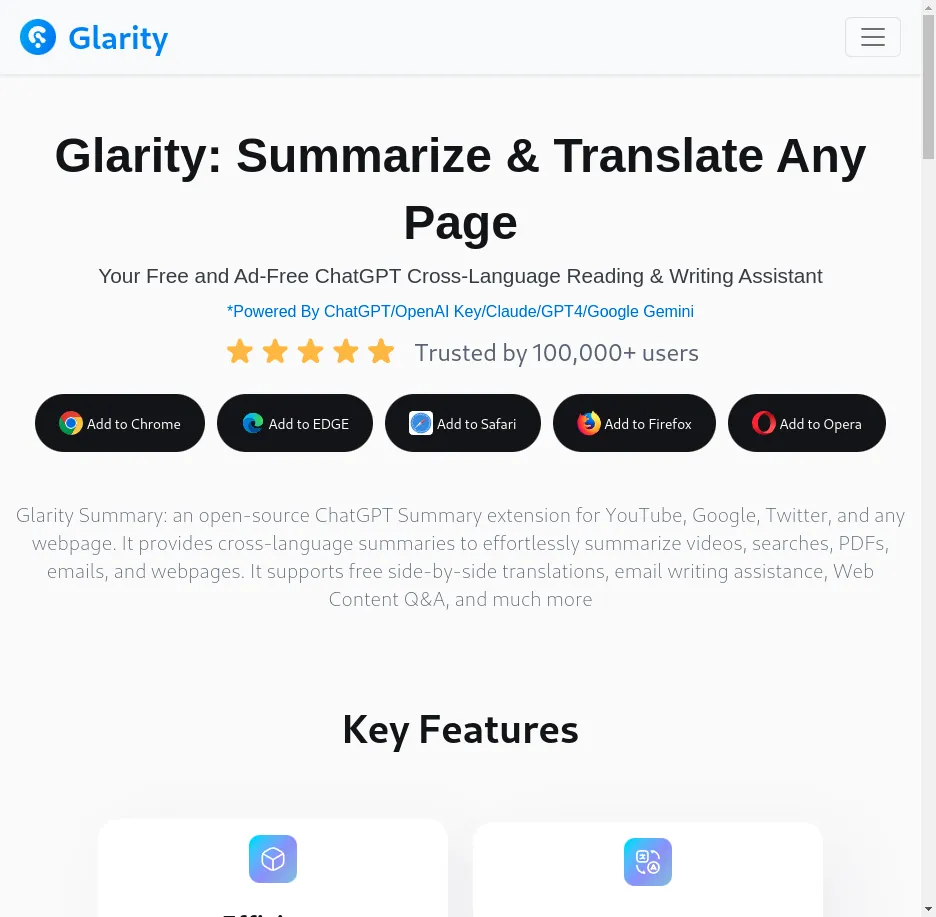 Glarity
Glarity: Summarize & Translate Any
Page
Your Free and Ad-Free ChatGPT Cross-Language Reading & Writing Assistant
*Powered By ChatGPT/OpenAI Key/Claude/GPT4/Google Gemini
Trusted by 100,000+ users
Add to Chrome
Add to EDGE
Add to Safari
Add to Firefox
Add to Opera
Glarity Summary: an open-source ChatGPT Summary extension for YouTube, Google, Twitter, and any
webpage. It provides cross-language summaries to effortlessly summarize videos, searches, PDFs,
emails, and webpages. It supports free side-by-side translations, email writing assistance, Web
Content Q&A, and much more
Key Features